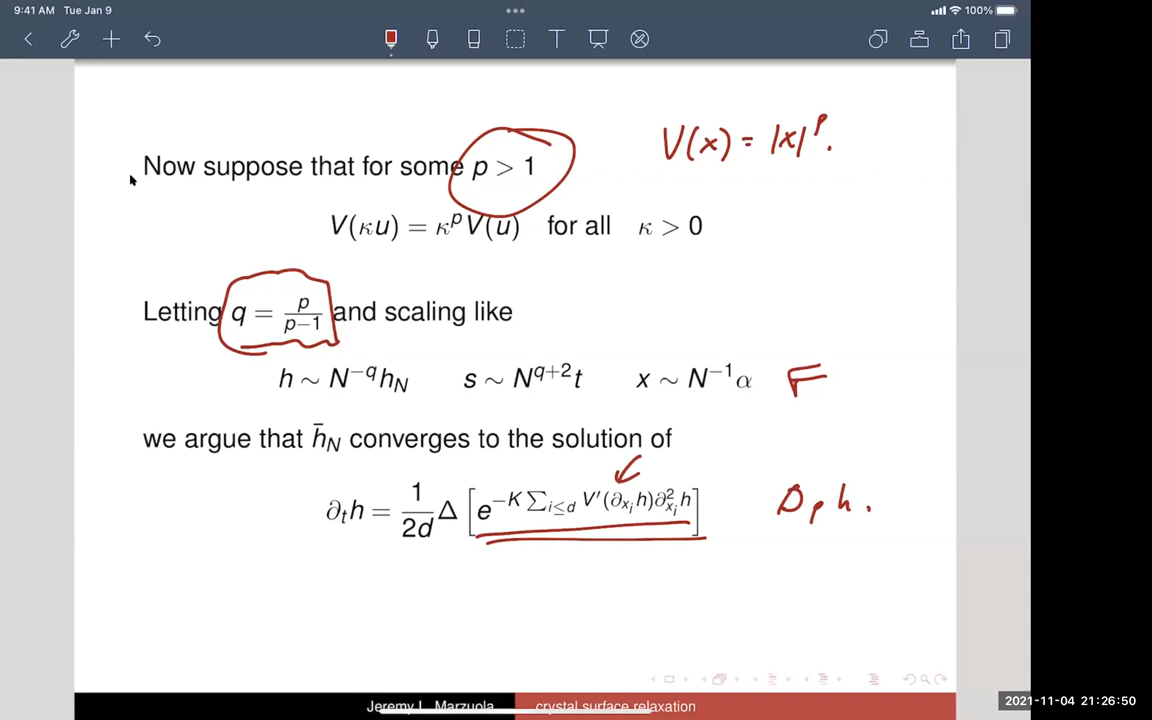 9:41 AM Tue Jan 9
100%
V(x) = |x|^p.
Now suppose that for some p > 1
V(κu) = κ^p V(u) for all κ > 0
Letting q = p/(p−1) and scaling like
h ∼ N^{−q} h_N s ∼ N^{q+2} t x ∼ N^{−1} α
we argue that h̄_N converges to the solution of
∂_t h = 1/(2d) Δ [e^{−K ∑_{i≤d} V′(∂_{x_i} h) ∂²_{x_i} h}] D_p h.
Jeremy L. Marzuola crystal surface relaxation
2021-11-04 21:26:50